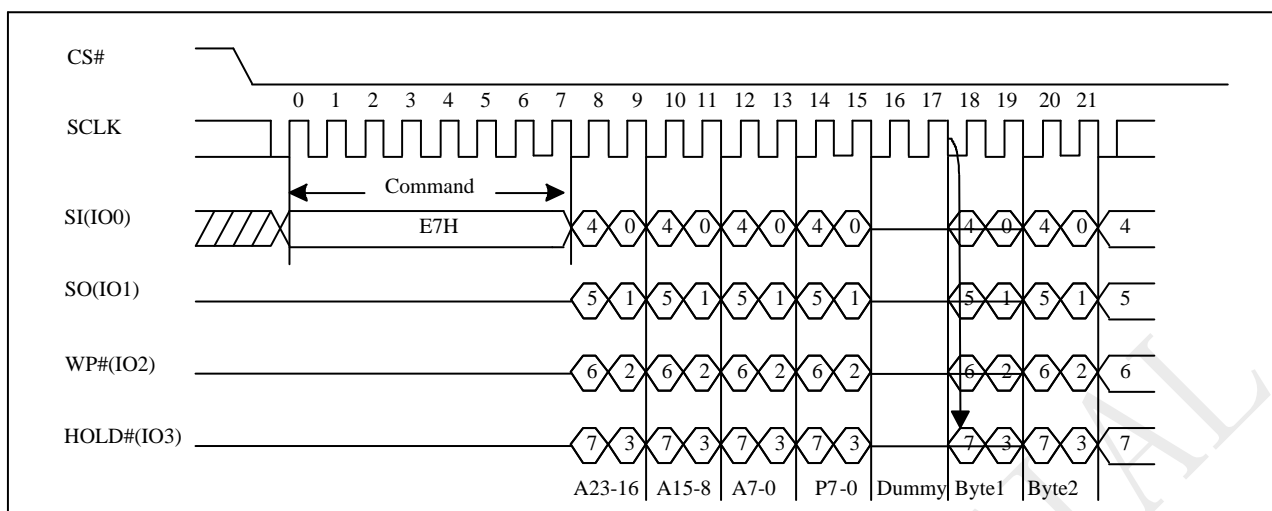 CS#
0 1 2 3 4 5 6 7 8 9 10 11 12 13 14 15 16 17 18 19 20 21
SCLK
Command
SI(IO0) E7H 4 0 4 0 4 0 4 0 4 0 4 0 4
SO(IO1) 5 1 5 1 5 1 5 1 5 1 5 1 5
WP#(IO2) 6 2 6 2 6 2 6 2 6 2 6 2 6
HOLD#(IO3) 7 3 7 3 7 3 7 3 7 3 7 3 7
A23-16 A15-8 A7-0 P7-0 Dummy Byte1 Byte2